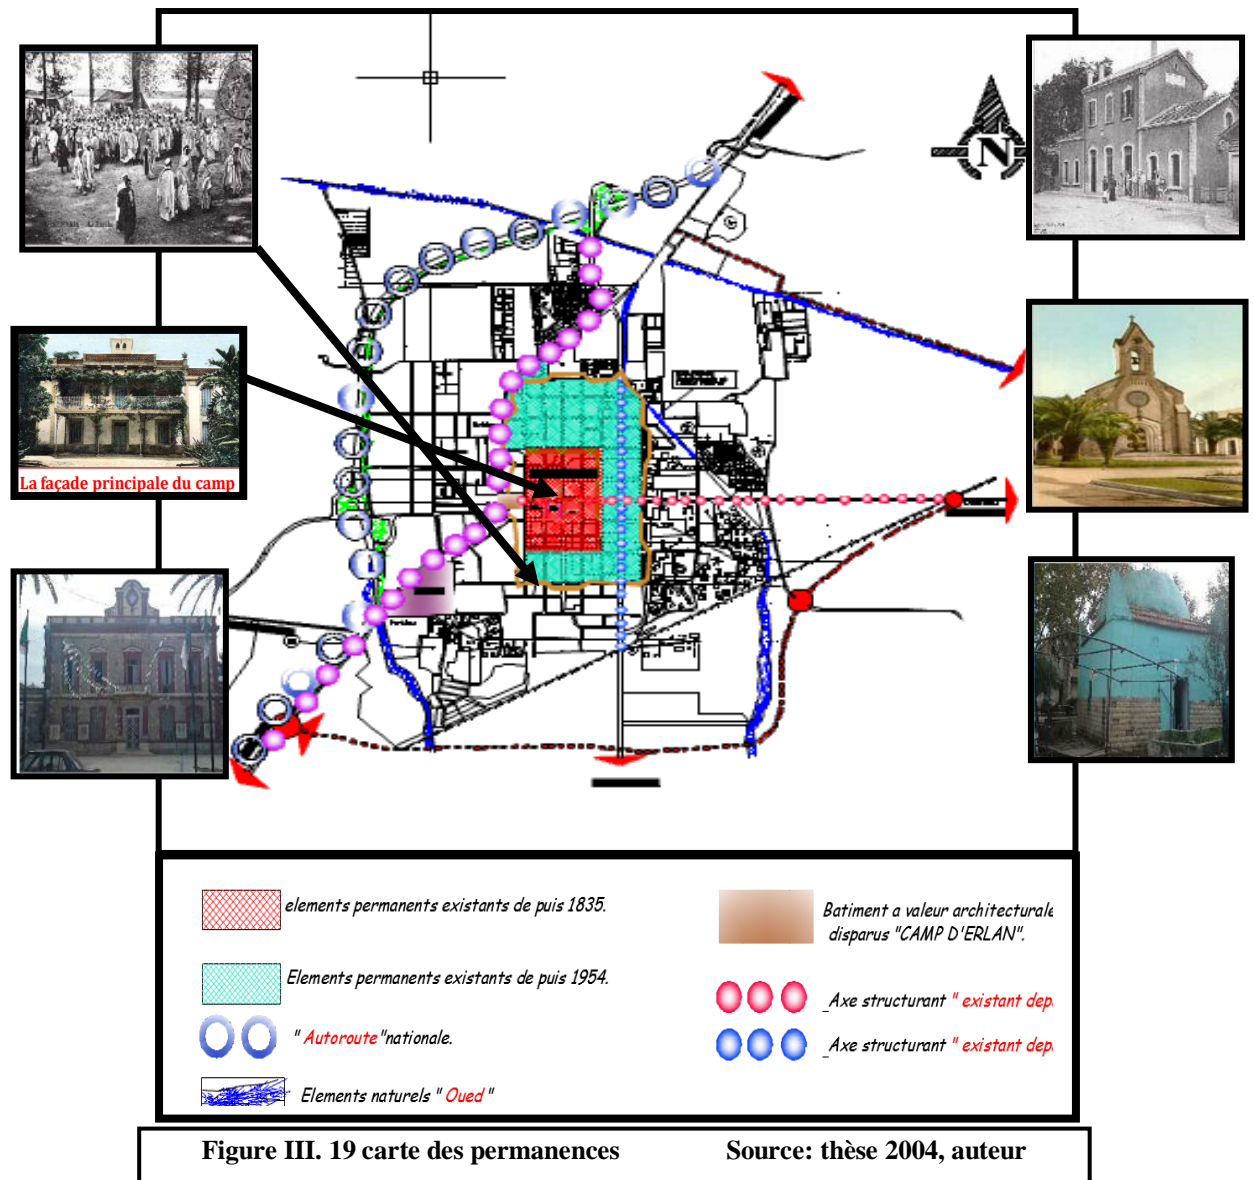 La façade principale du camp
N
elements permanents existants de puis 1835.
Elements permanents existants de puis 1954.
" Autoroute "nationale.
Elements naturels " Oued "
Batiment a valeur architecturale
disparus "CAMP D'ERLAN".
_Axe structurant " existant dep
_Axe structurant " existant dep
Figure III. 19 carte des permanences Source: thèse 2004, auteur